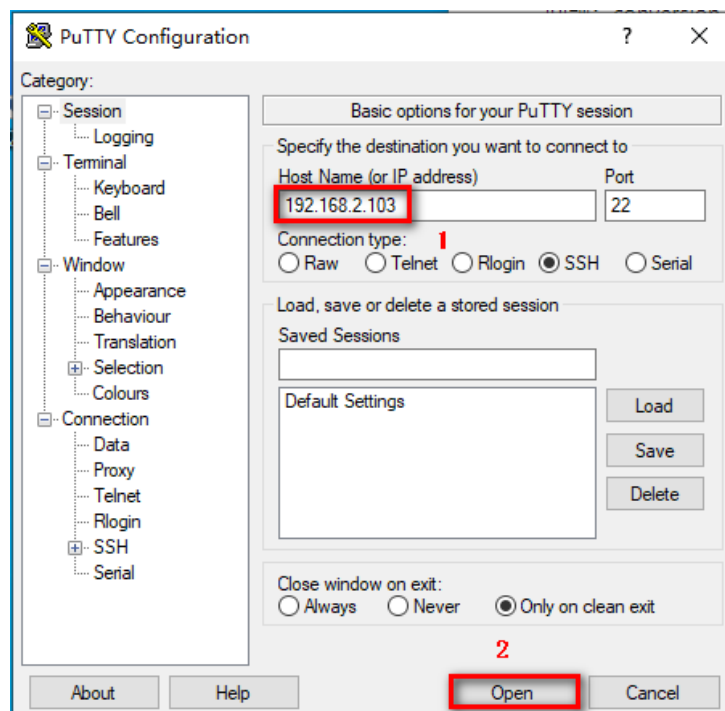 PuTTY Configuration
?
Category:
Session
Logging
Terminal
Keyboard
Bell
Features
Window
Appearance
Behaviour
Translation
Selection
Colours
Connection
Data
Proxy
Telnet
Rlogin
SSH
Serial
Basic options for your PuTTY session
Specify the destination you want to connect to
Host Name (or IP address) Port
192.168.2.103 22
Connection type: 1
Raw Telnet Rlogin SSH Serial
Load, save or delete a stored session
Saved Sessions
Default Settings
Load
Save
Delete
Close window on exit:
Always Never Only on clean exit
2
About Help Open Cancel